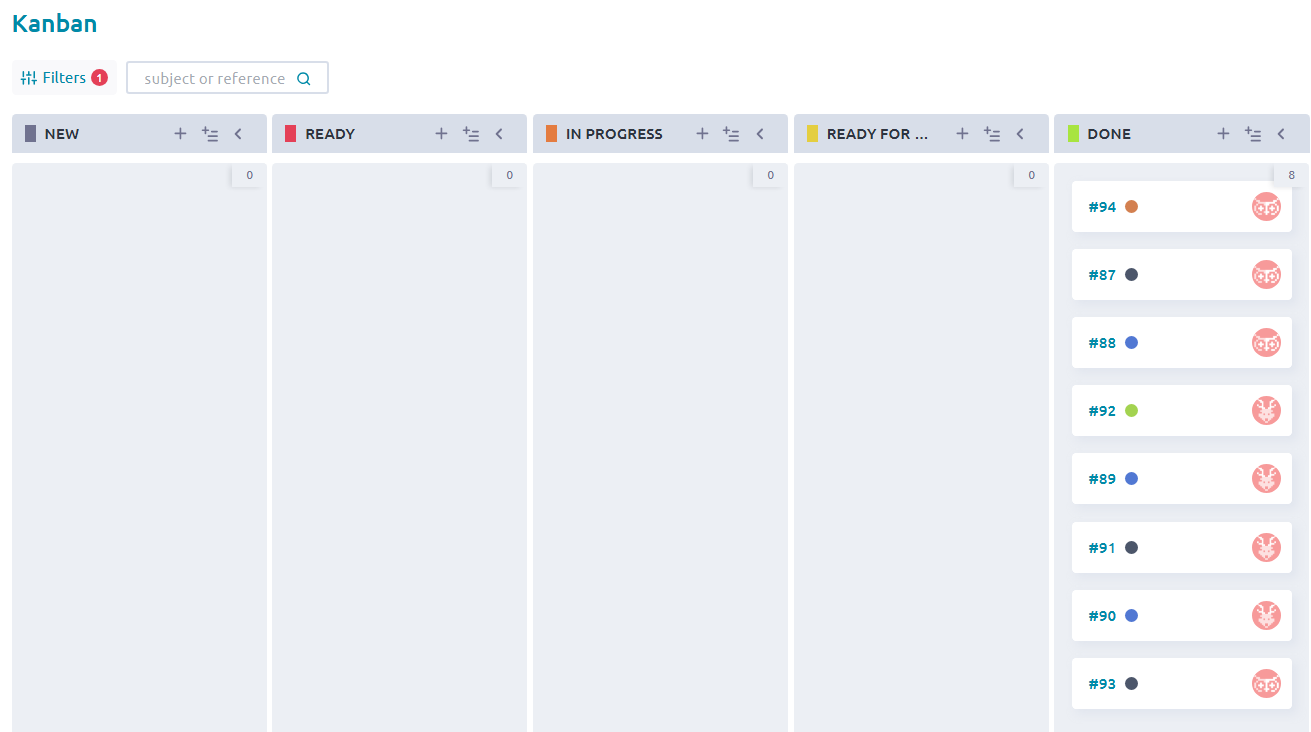 Kanban
Filters 1 subject or reference
NEW READY IN PROGRESS READY FOR ... DONE
0 0 0 0 8
#94
#87
#88
#92
#89
#91
#90
#93